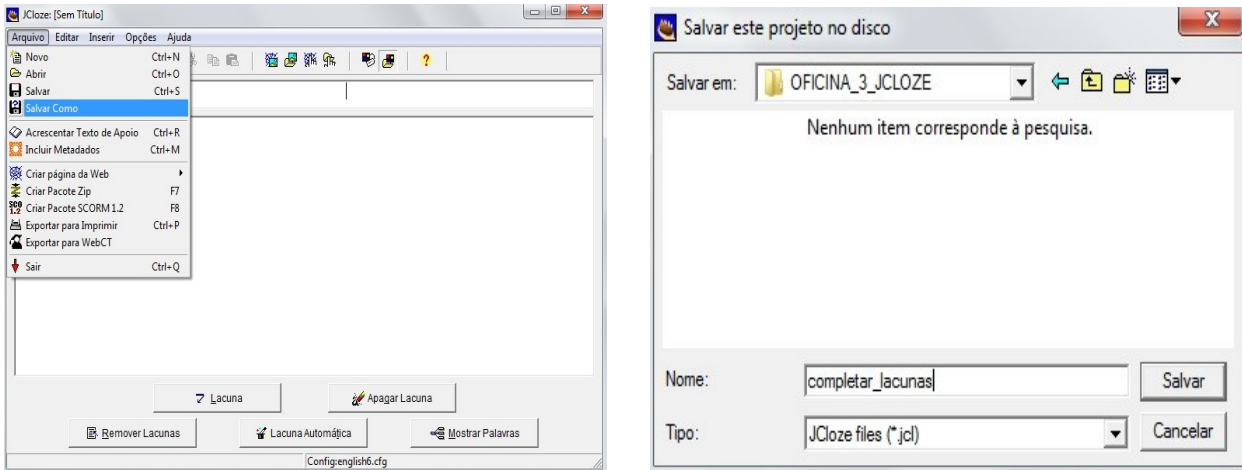 JCloze: [Sem Título]
Arquivo Editar Inserir Opções Ajuda
Novo Ctrl+N
Abrir Ctrl+O
Salvar Ctrl+S
Salvar Como
Acrescentar Texto de Apoio Ctrl+R
Incluir Metadados Ctrl+M
Criar página da Web
Criar Pacote Zip F7
SCO 1.2 Criar Pacote SCORM 1.2 F8
Exportar para Imprimir Ctrl+P
Exportar para WebCT
Sair Ctrl+Q
Lacuna Apagar Lacuna
Remover Lacunas Lacuna Automática Mostrar Palavras
Config:english6.cfg
Salvar este projeto no disco
Salvar em: OFICINA_3_JCLOZE
Nenhum item corresponde à pesquisa.
Nome: completar_lacunas Salvar
Tipo: JCloze files (*.jcl) Cancelar